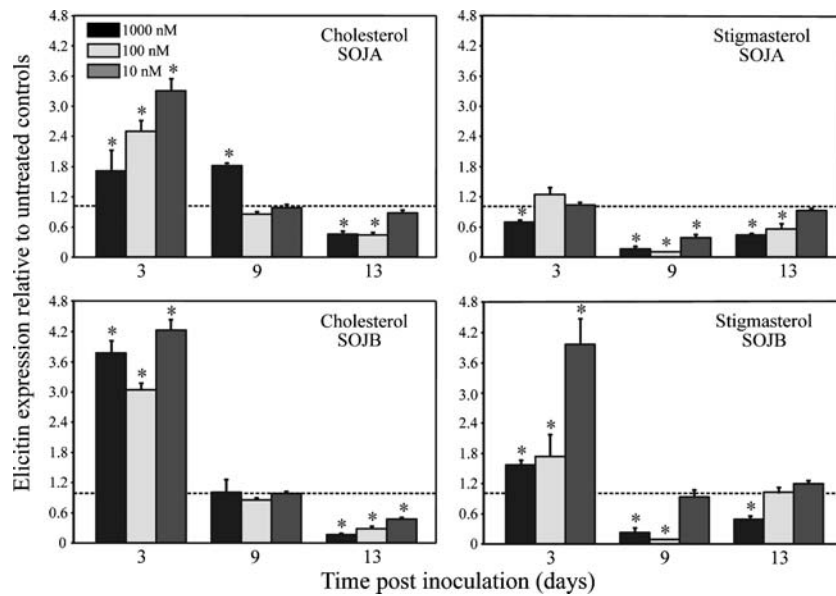 Elicitin expression relative to untreated controls
4.8
4.2
3.6
3.0
2.4
1.8
1.2
0.6
0
1000 nM
100 nM
10 nM
Cholesterol
SOJA
* * * * * *
3 9 13
4.8
4.2
3.6
3.0
2.4
1.8
1.2
0.6
0
Stigmasterol
SOJA
* * * * * *
3 9 13
4.8
4.2
3.6
3.0
2.4
1.8
1.2
0.6
0
Cholesterol
SOJB
* * * * * *
3 9 13
4.8
4.2
3.6
3.0
2.4
1.8
1.2
0.6
0
Stigmasterol
SOJB
* * * * * *
3 9 13
Time post inoculation (days)